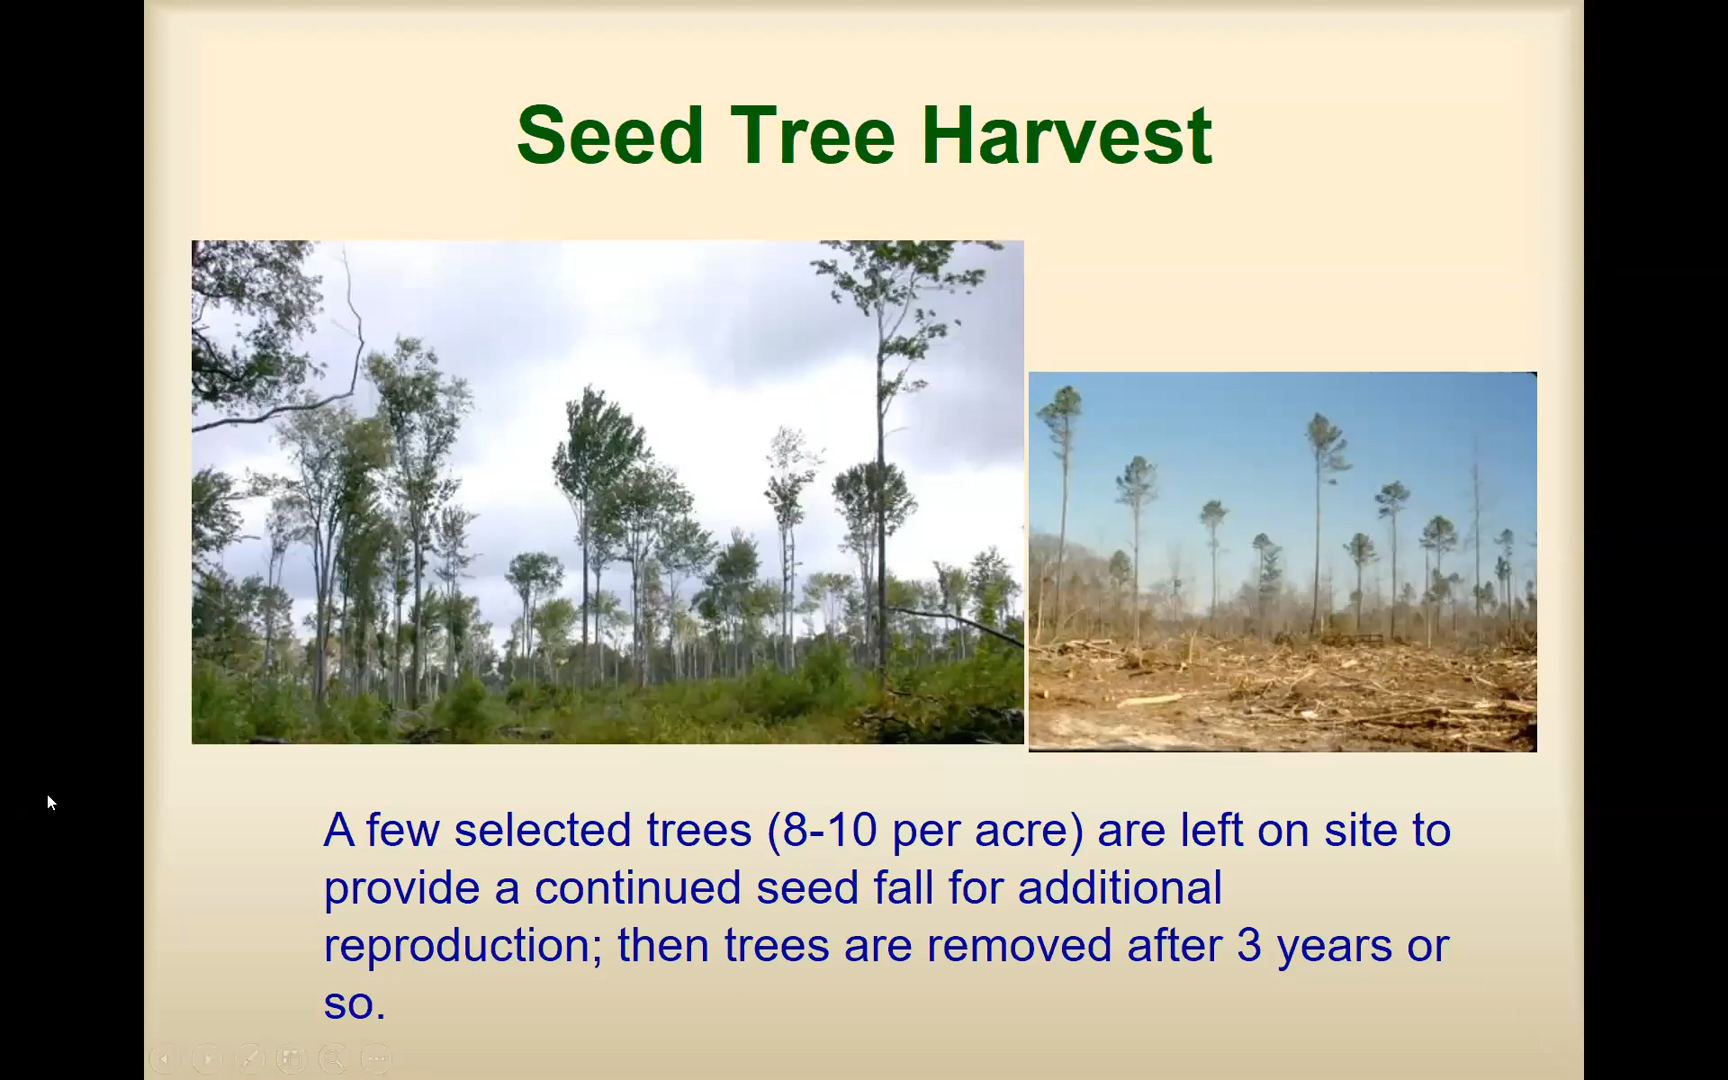 Seed Tree Harvest
A few selected trees (8-10 per acre) are left on site to
provide a continued seed fall for additional
reproduction; then trees are removed after 3 years or
so.